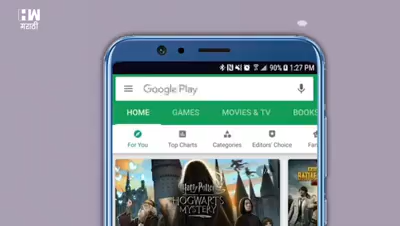 HW
मराठी
90% 1:27 PM
Google Play
HOME GAMES MOVIES & TV BOOKS
For You Top Charts Categories Editors' Choice Fam
Harry Potter
HOGWARTS
MYSTERY